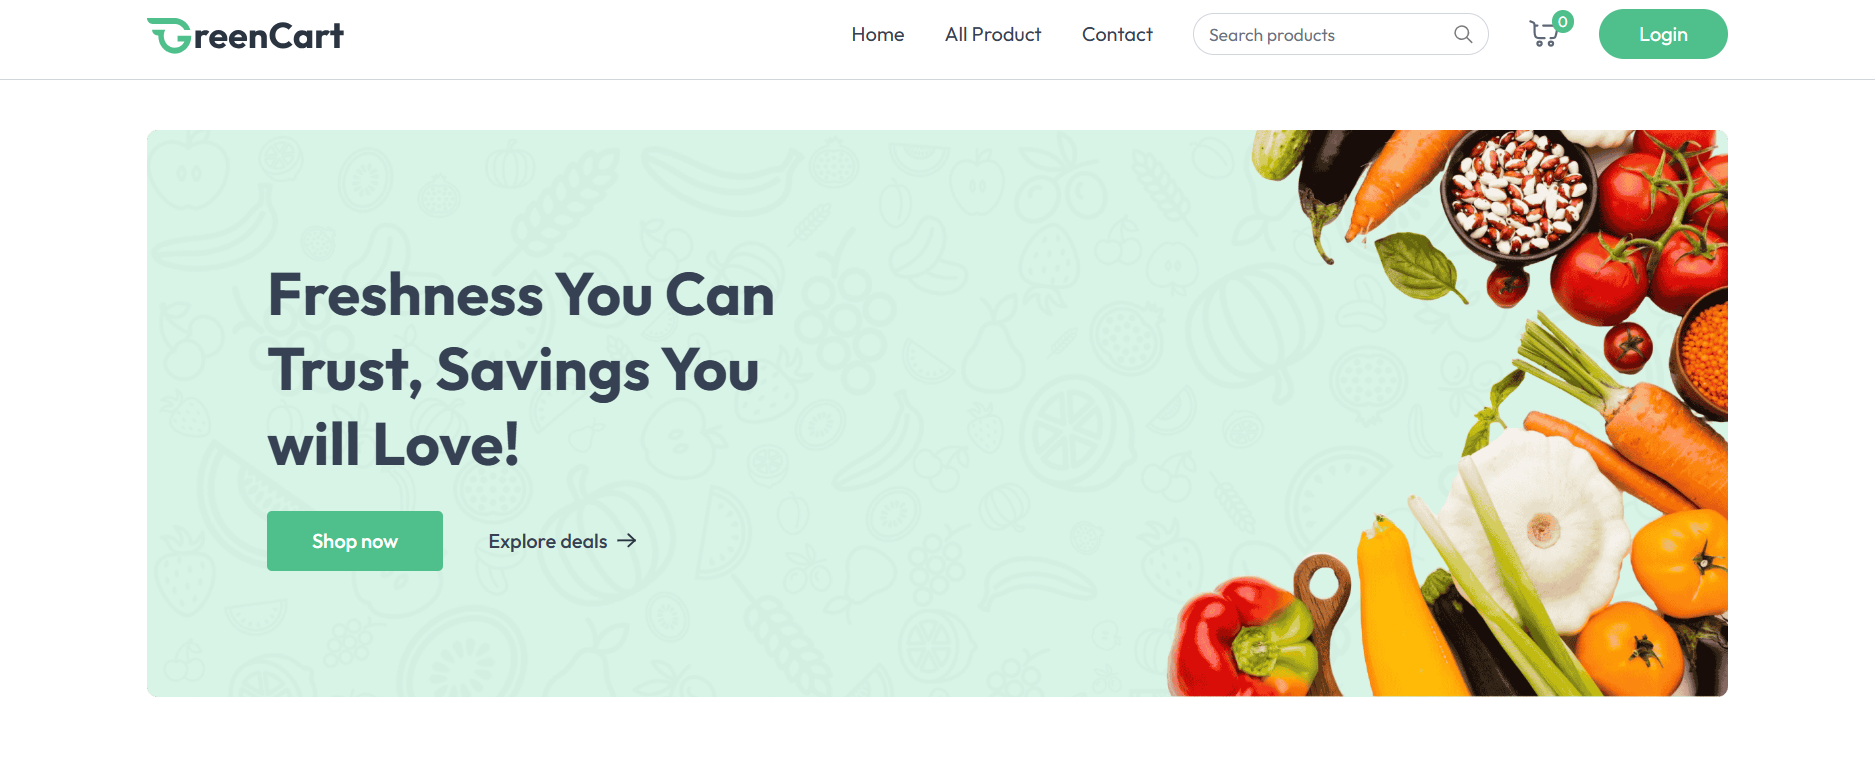 GreenCart
Home
All Product
Contact
Search products
0
Login
Freshness You Can
Trust, Savings You
will Love!
Shop now
Explore deals →